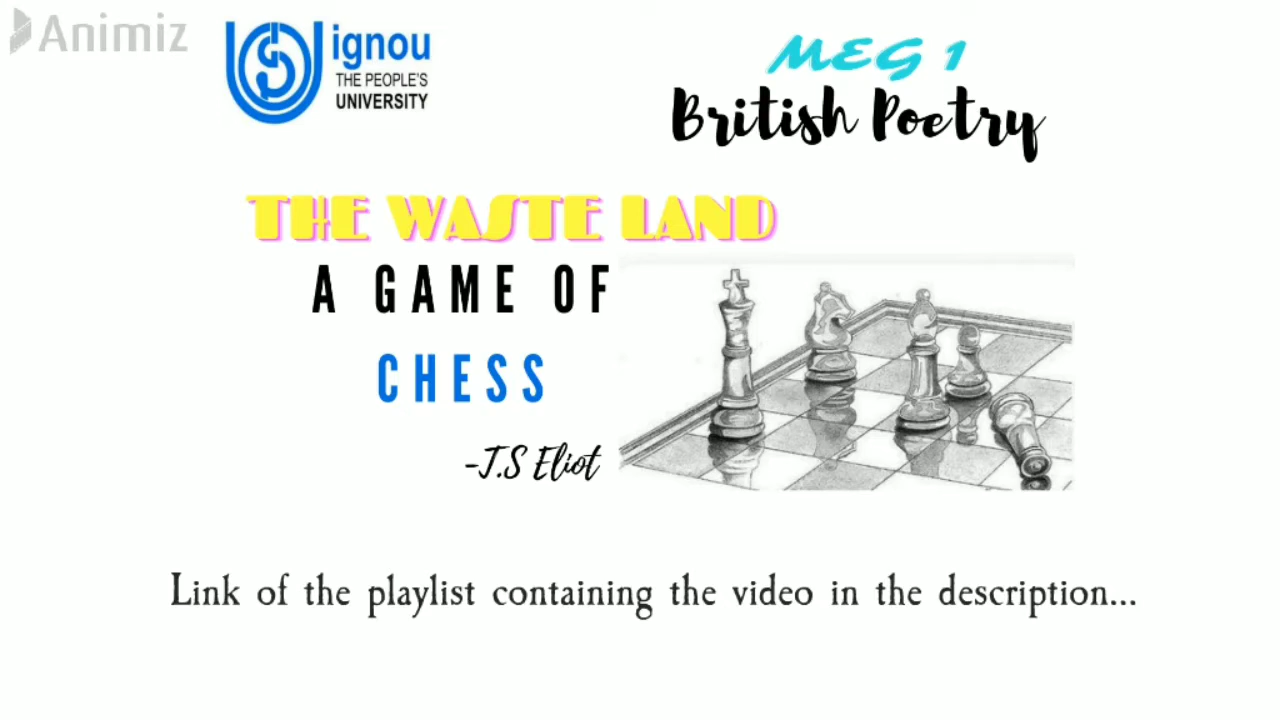 Animiz
ignou
THE PEOPLE'S
UNIVERSITY
MEG 1
British Poetry
THE WASTE LAND
A GAME OF
CHESS
-T.S Eliot
Link of the playlist containing the video in the description...